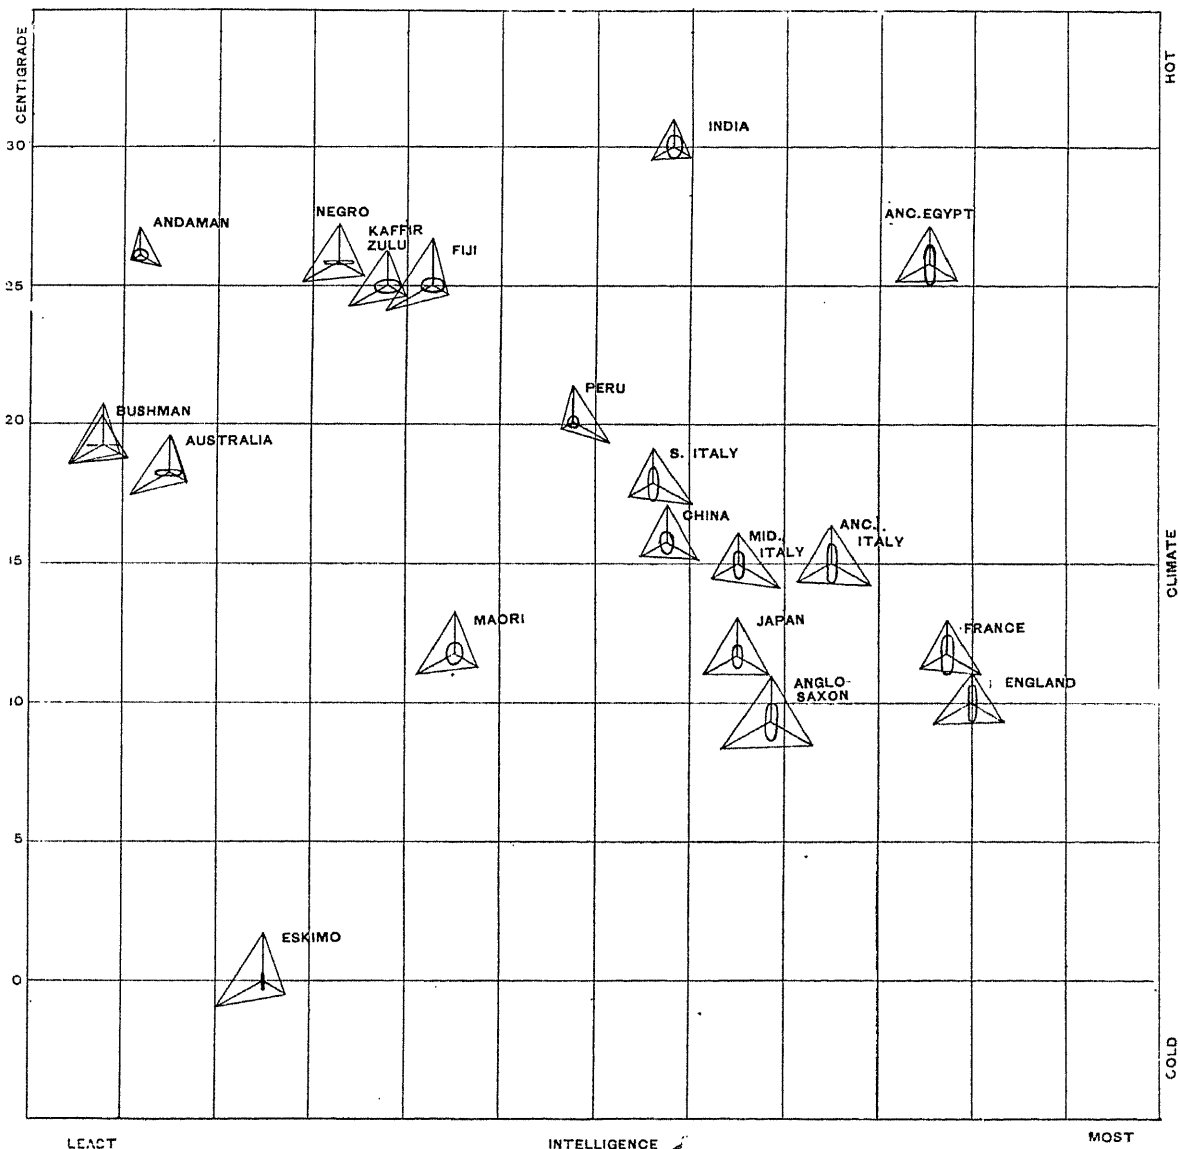 CENTIGRADE
HOT
INDIA
30
ANDAMAN
NEGRO
KAFFIR
ZULU
FIJI
ANC.EGYPT
25
PERU
BUSHMAN
20
AUSTRALIA
S. ITALY
CHINA
ANC.
ITALY
MID.
ITALY
15
CLIMATE
MAORI
JAPAN
FRANCE
ANGLO-
SAXON
ENGLAND
10
5
ESKIMO
0
COLD
LEAST
INTELLIGENCE
MOST